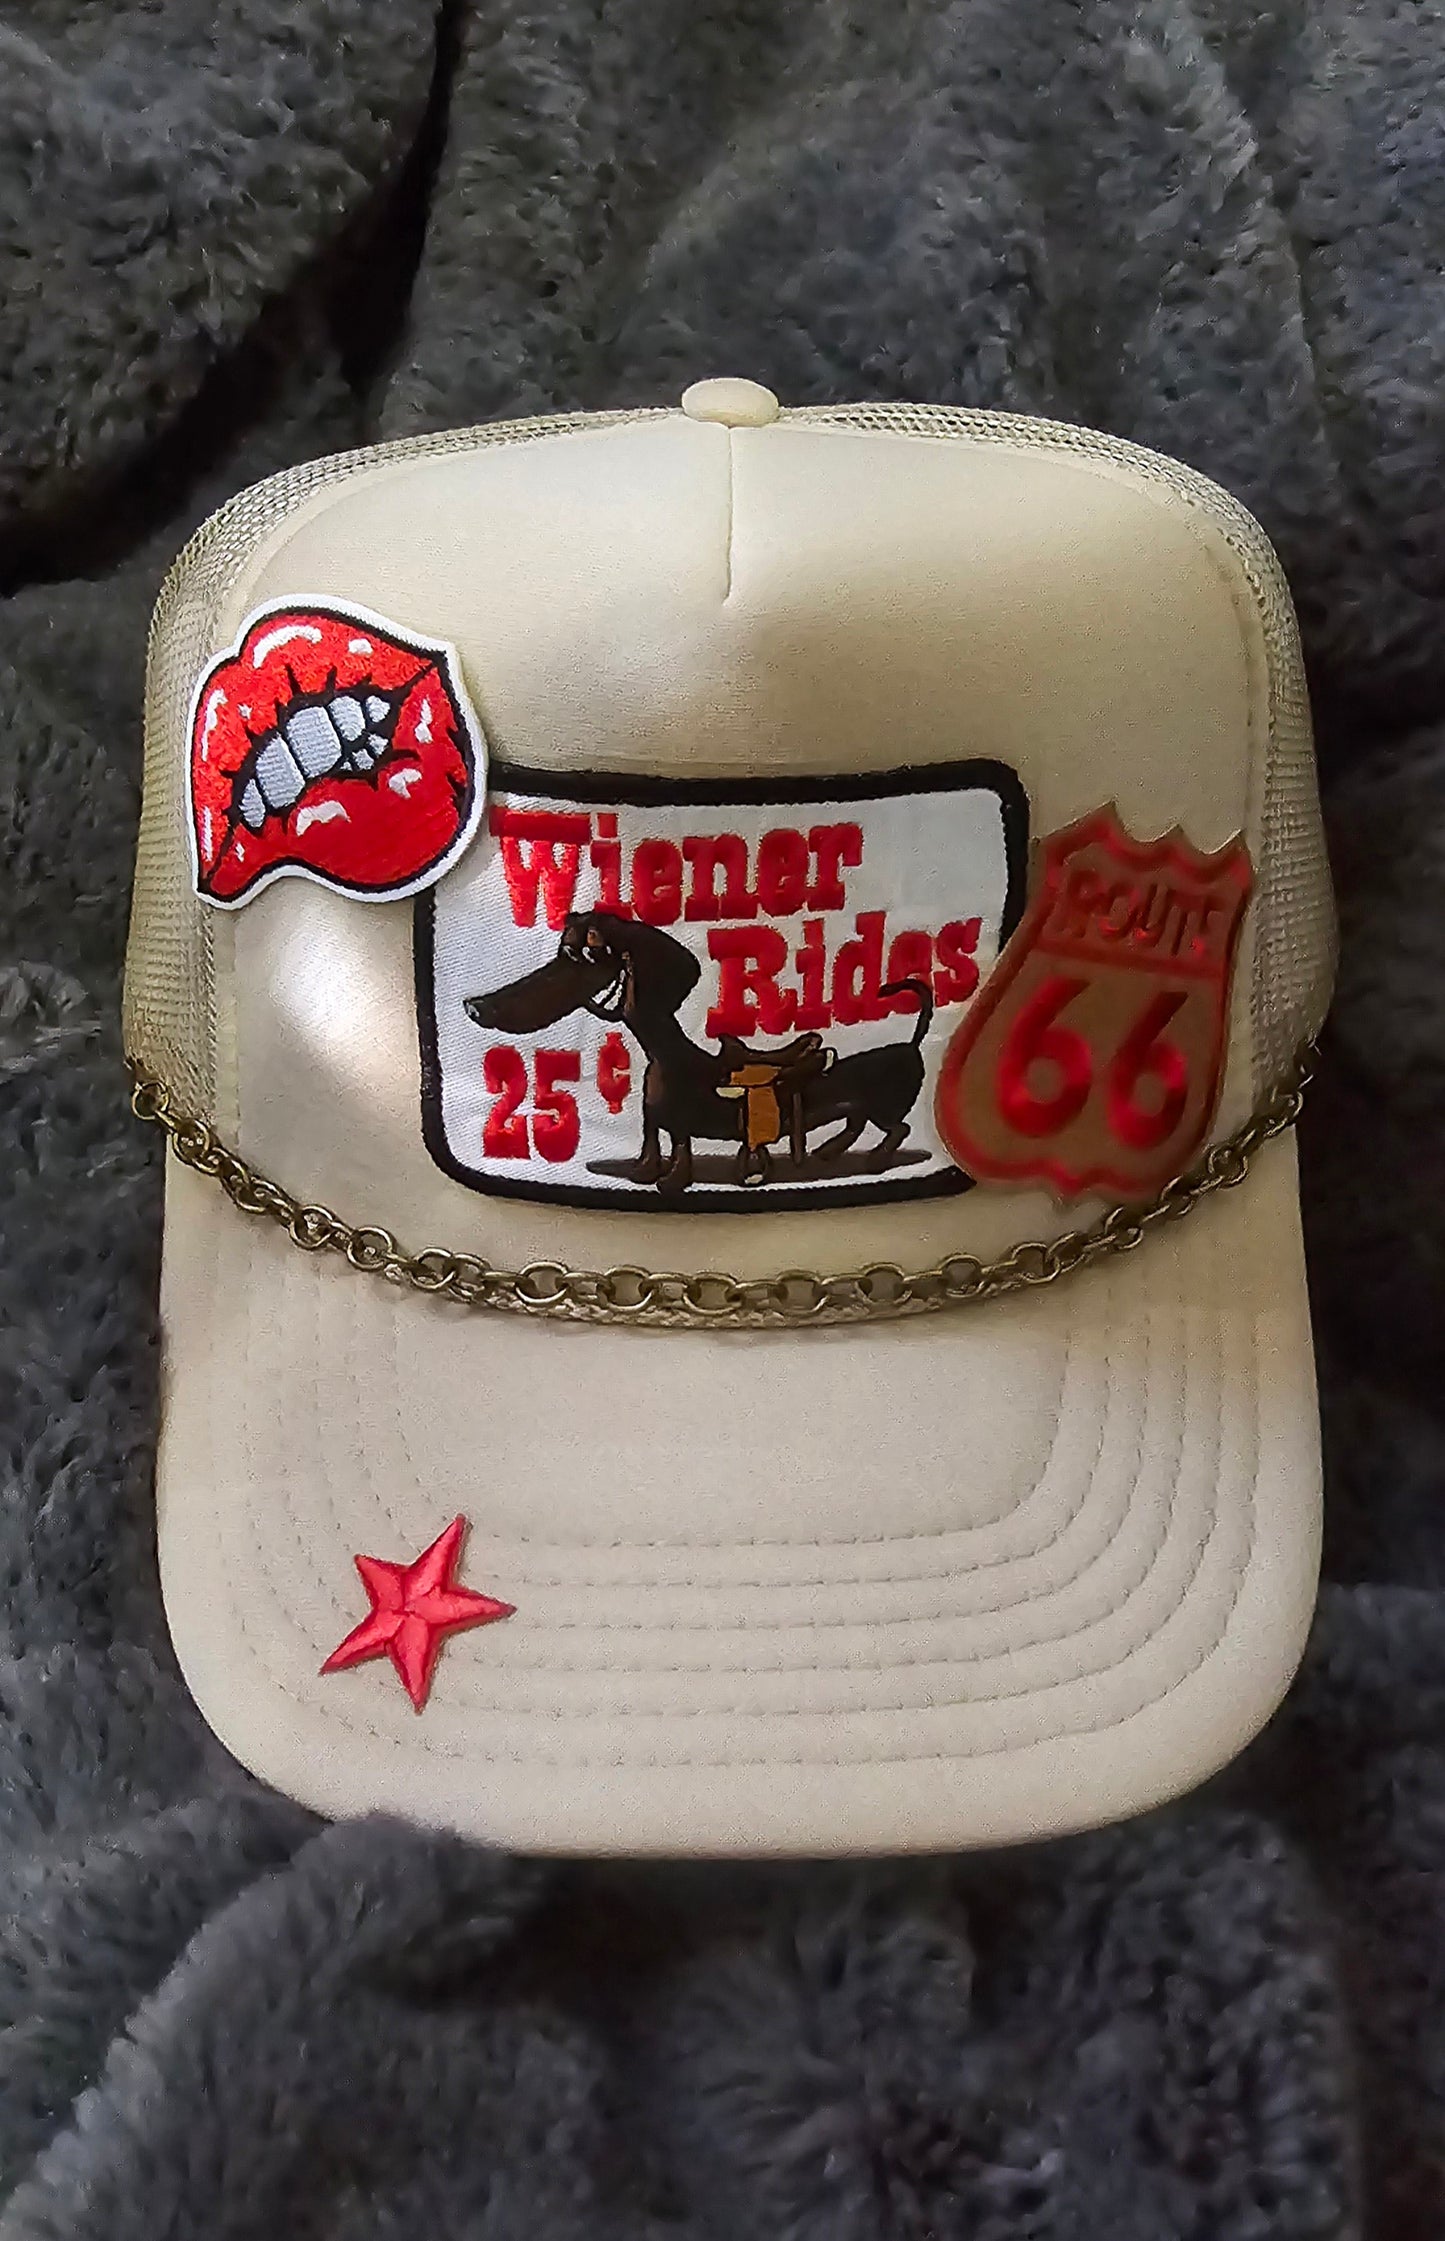 Wiener
Rides
25¢
ROUTE
66